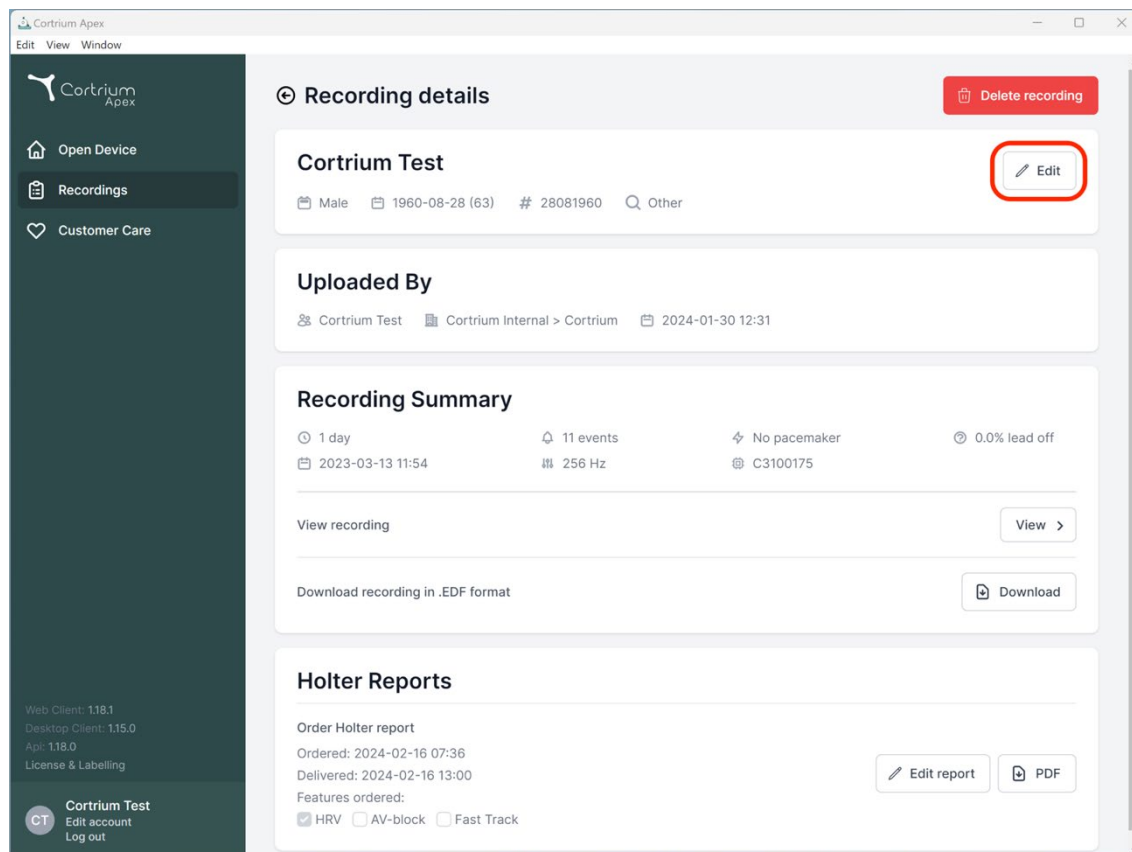 Cortrium Apex
Edit View Window
Cortrium
Apex
Open Device
Recordings
Customer Care
Web Client: 1.18.1
Desktop Client: 1.15.0
Api: 1.18.0
License & Labelling
CT
Cortrium Test
Edit account
Log out
Recording details
Delete recording
Cortrium Test
Edit
Male 1960-08-28 (63) # 28081960 Other
Uploaded By
Cortrium Test Cortrium Internal > Cortrium 2024-01-30 12:31
Recording Summary
1 day 11 events No pacemaker 0.0% lead off
2023-03-13 11:54 256 Hz C3100175
View recording View >
Download recording in .EDF format Download
Holter Reports
Order Holter report
Ordered: 2024-02-16 07:36
Delivered: 2024-02-16 13:00
Edit report PDF
Features ordered:
HRV AV-block Fast Track